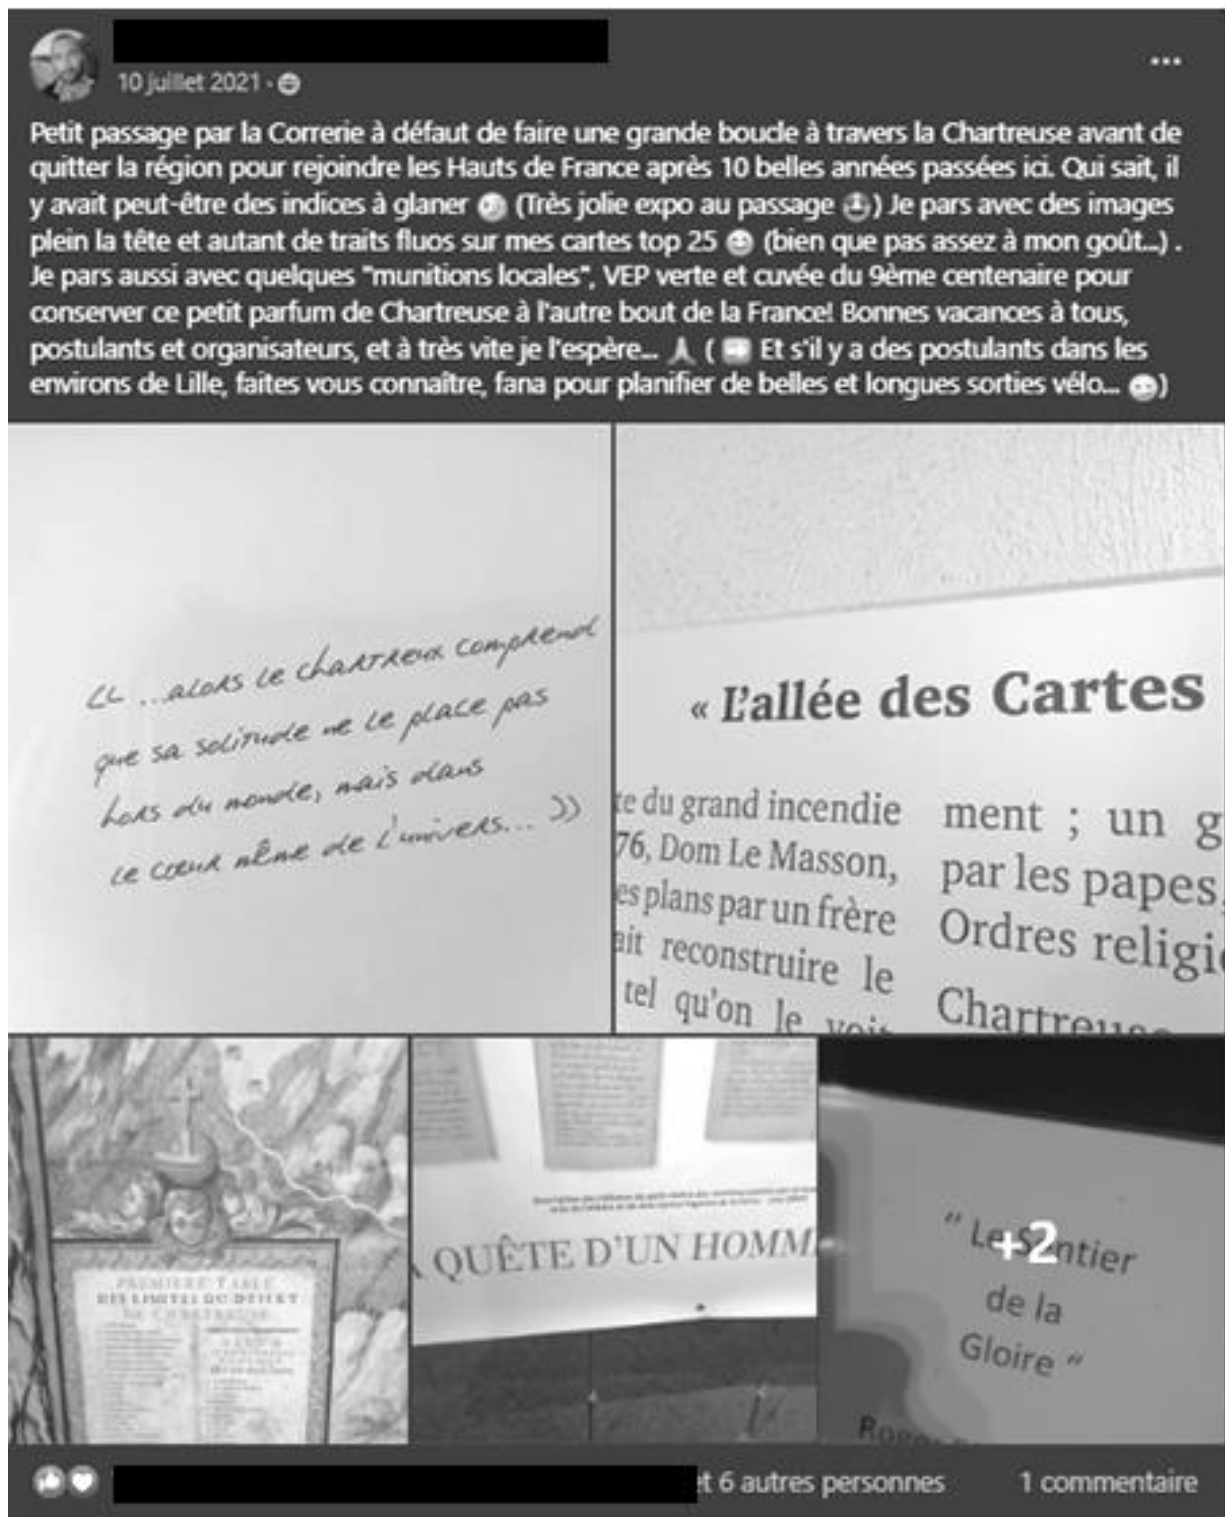 10 juillet 2021 ·
Petit passage par la Correrie à défaut de faire une grande boucle à travers la Chartreuse avant de
quitter la région pour rejoindre les Hauts de France après 10 belles années passées ici. Qui sait, il
y avait peut-être des indices à glaner (Très jolie expo au passage ) Je pars avec des images
plein la tête et autant de traits fluos sur mes cartes top 25 (bien que pas assez à mon goût...) .
Je pars aussi avec quelques "munitions locales", VEP verte et cuvée du 9ème centenaire pour
conserver ce petit parfum de Chartreuse à l'autre bout de la France! Bonnes vacances à tous,
postulants et organisateurs, et à très vite je l'espère... ( Et s'il y a des postulants dans les
environs de Lille, faites vous connaître, fana pour planifier de belles et longues sorties vélo... )
« ...alors le chartreux comprend
que sa solitude ne le place pas
hors du monde, mais dans
le cœur même de l'univers... »
« L'allée des Cartes
te du grand incendie
76, Dom Le Masson,
es plans par un frère
ait reconstruire le
tel qu'on le voit
ment ; un g
par les papes,
Ordres religi
Chartreuse
PREMIERE TABLE
DES LIMITES DU DESERT
DE CHARTREUSE
QUÊTE D'UN HOMM
" Le Sentier
de la
Gloire "
+2
et 6 autres personnes
1 commentaire